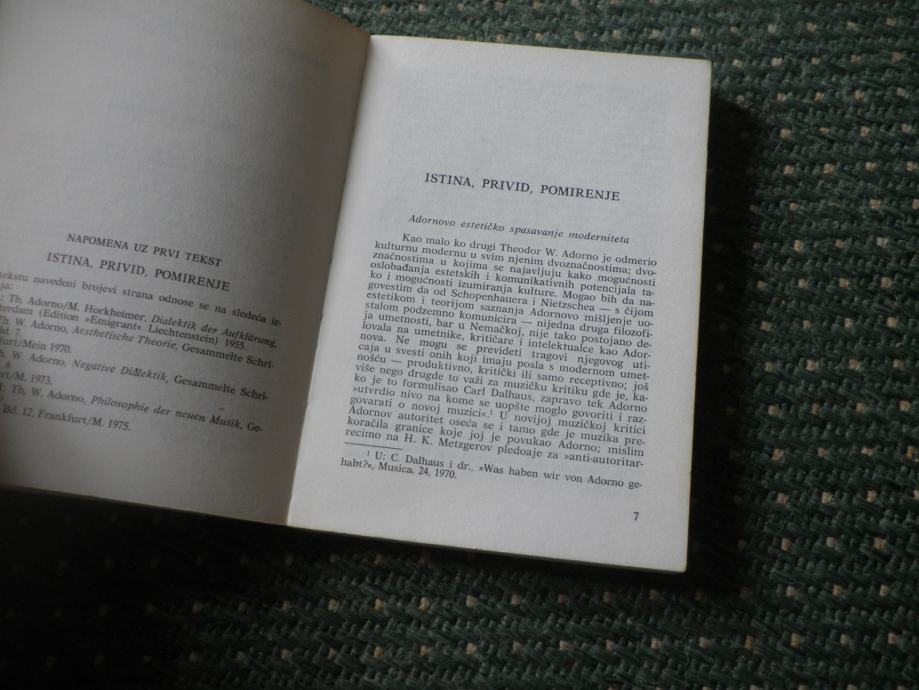 NAPOMENA UZ PRVI TEKST
ISTINA, PRIVID, POMIRENJE
tekstu navedeni brojevi strana odnose se na sledeća iz-
ja:
: Th. Adorno/M. Horkheimer, Dialektik der Aufklärung,
terdam (Edition »Emigrant« Liechtenstein) 1955.
Th. W. Adorno, Aesthetische Theorie, Gesammelte Schri-
Bd. 7.
furt/Mein 1970.
h. W. Adorno, Negative Dialektik, Gesammelte Schri-
6
rt/M. 1973.
: Th. W. Adorno, Philosophie der neuen Musik, Ge-
Bd. 12, Frankfurt/M. 1975.
ISTINA, PRIVID, POMIRENJE
Adornovo estetičko spasavanje moderniteta
Kao malo ko drugi Theodor W. Adorno je odmerio
kulturnu modernu u svim njenim dvoznačnostima; dvo-
značnostima u kojima se najavljuju kako mogućnosti
oslobađanja estetskih i komunikativnih potencijala ta-
ko i mogućnosti izumiranja kulture. Mogao bih da na-
govestim da od Schopenhauera i Nietzschea — s čijom
estetikom i teorijom saznanja Adornovo mišljenje uo-
stalom podzemno komunicira — nijedna druga filozofi-
ja umetnosti, bar u Nemačkoj, nije tako postojano de-
lovala na umetnike, kritičare i intelektualce kao Ador-
nova. Ne mogu se prevideti tragovi njegovog uti-
caja u svesti onih koji imaju posla s modernom umet-
nošću — produktivno, kritički ili samo receptivno; još
više nego drugde to važi za muzičku kritiku gde je, ka-
ko je to formulisao Carl Dalhaus, zapravo tek Adorno
»utvrdio nivo na kome se uopšte moglo govoriti i raz-
govarati o novoj muzici«.¹ U novijoj muzičkoj kritici
Adornov autoritet oseća se i tamo gde je muzika pre-
koračila granice koje joj je povukao Adorno; mislim
recimo na H. K. Metzgerov pledoaje za »anti-autoritar-
¹ U: C. Dalhaus i dr., »Was haben wir von Adorno ge-
habt?«, Musica, 24, 1970.
7